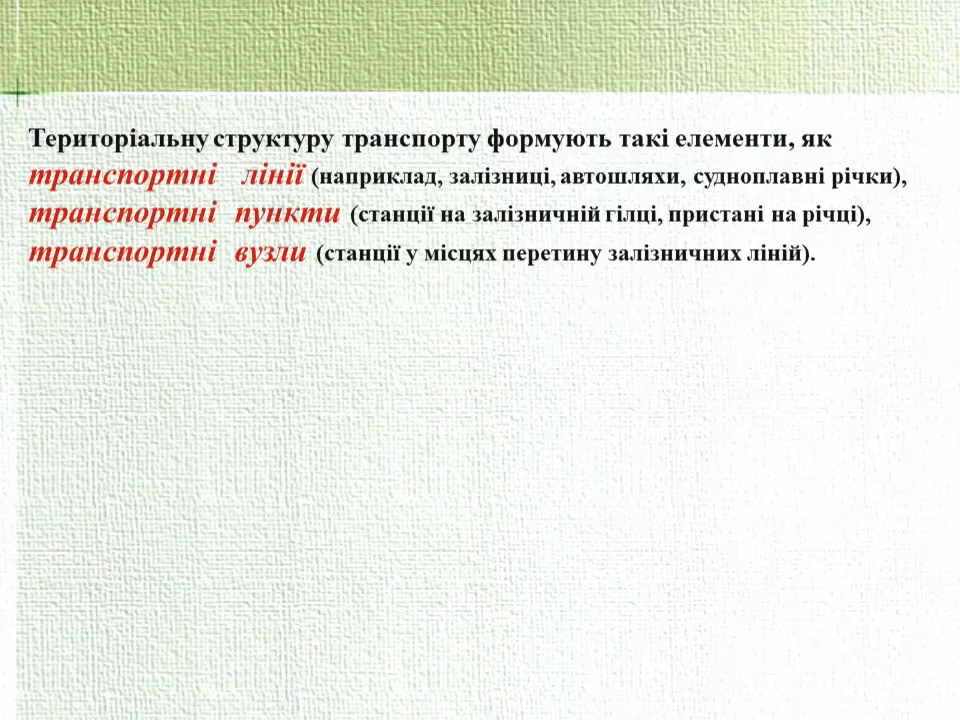 Територіальну структуру транспорту формують такі елементи, як
транспортні лінії (наприклад, залізниці, автошляхи, судноплавні річки),
транспортні пункти (станції на залізничній гілці, пристані на річці),
транспортні вузли (станції у місцях перетину залізничних ліній).